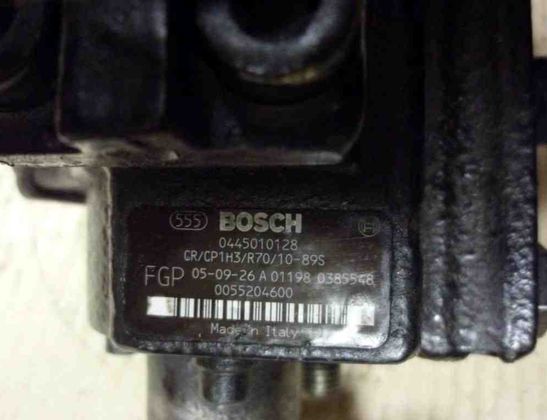 555 BOSCH
0445010128
CR/CP1H3/R70/10-89S
FGP 05-09-26 A 01198 0385548
0055204600
Made in Italy